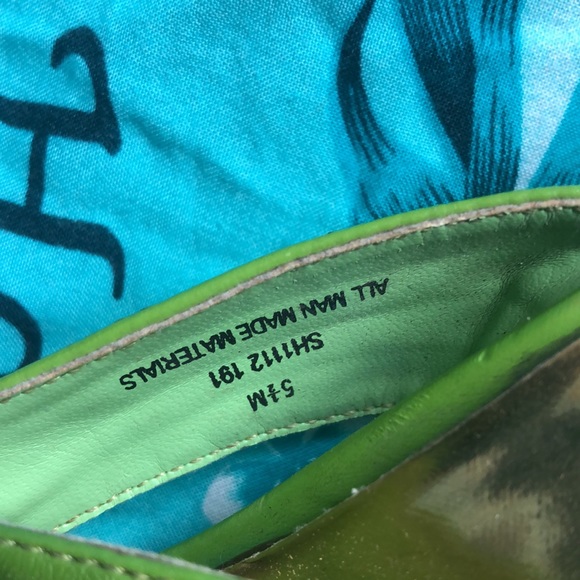 ALL MAN MADE MATERIALS
SH1112 191
5½M
H